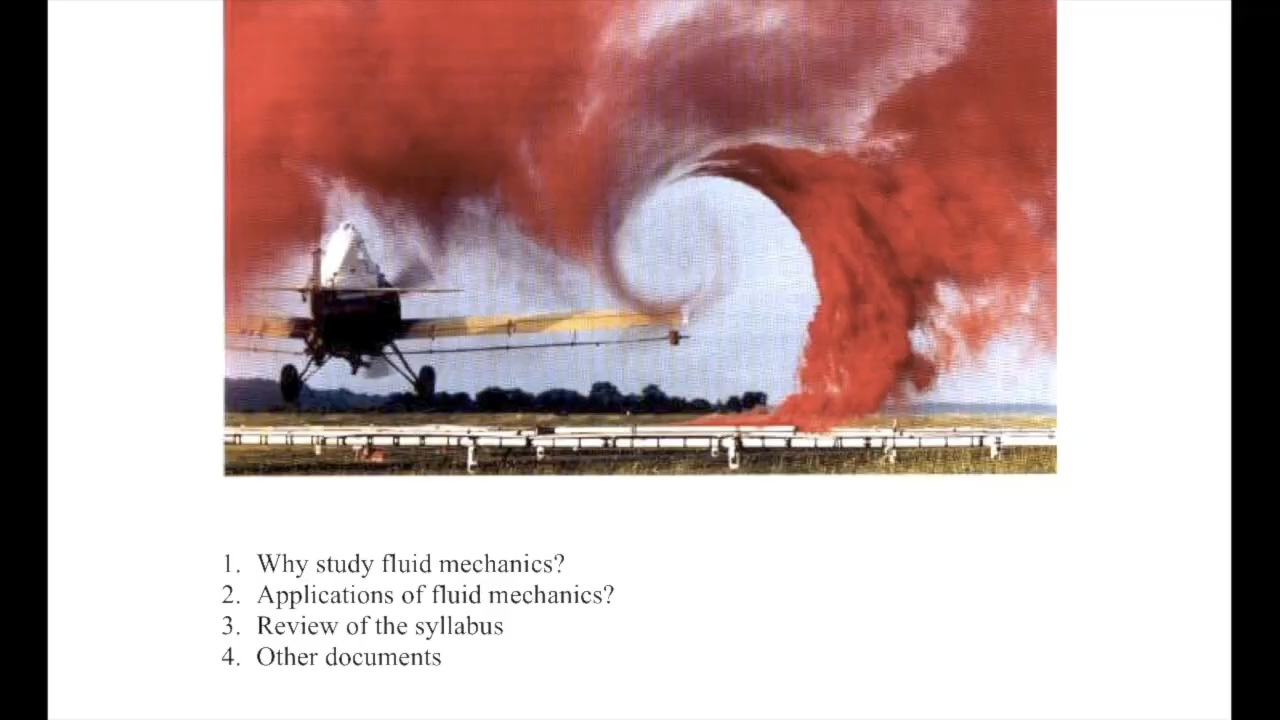 1. Why study fluid mechanics?
2. Applications of fluid mechanics?
3. Review of the syllabus
4. Other documents